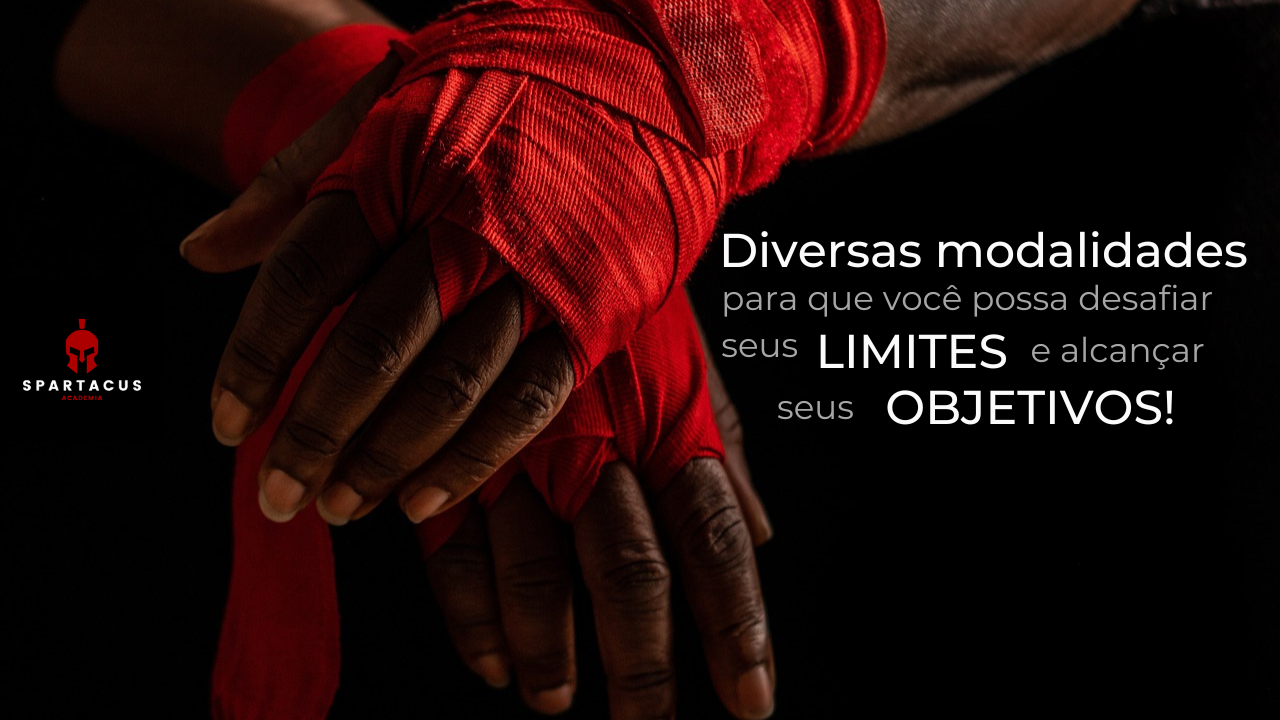 Diversas modalidades
para que você possa desafiar
seus LIMITES e alcançar
seus OBJETIVOS!
SPARTACUS
ACADEMIA